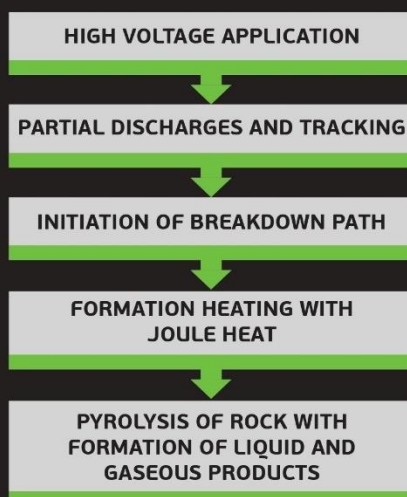 HIGH VOLTAGE APPLICATION
PARTIAL DISCHARGES AND TRACKING
INITIATION OF BREAKDOWN PATH
FORMATION HEATING WITH
JOULE HEAT
PYROLYSIS OF ROCK WITH
FORMATION OF LIQUID AND
GASEOUS PRODUCTS